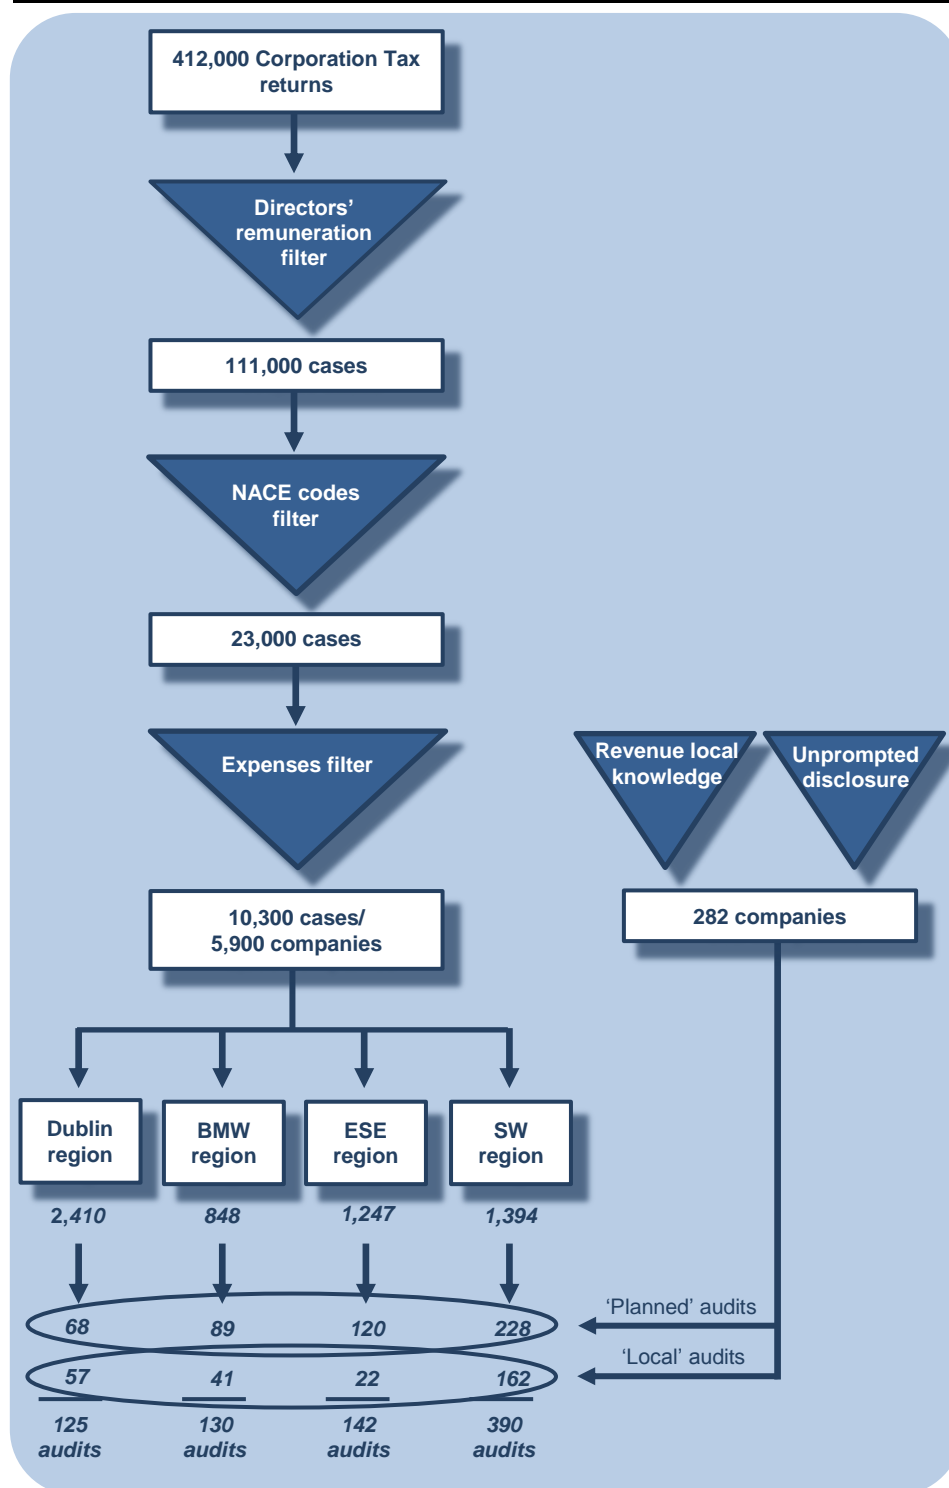 412,000 Corporation Tax
returns
Directors’
remuneration
filter
111,000 cases
NACE codes
filter
23,000 cases
Expenses filter
Revenue local
knowledge
Unprompted
disclosure
10,300 cases/
5,900 companies
282 companies
Dublin
region
BMW
region
ESE
region
SW
region
2,410
848
1,247
1,394
‘Planned’ audits
68
89
120
228
‘Local’ audits
57
41
22
162
125
audits
130
audits
142
audits
390
audits